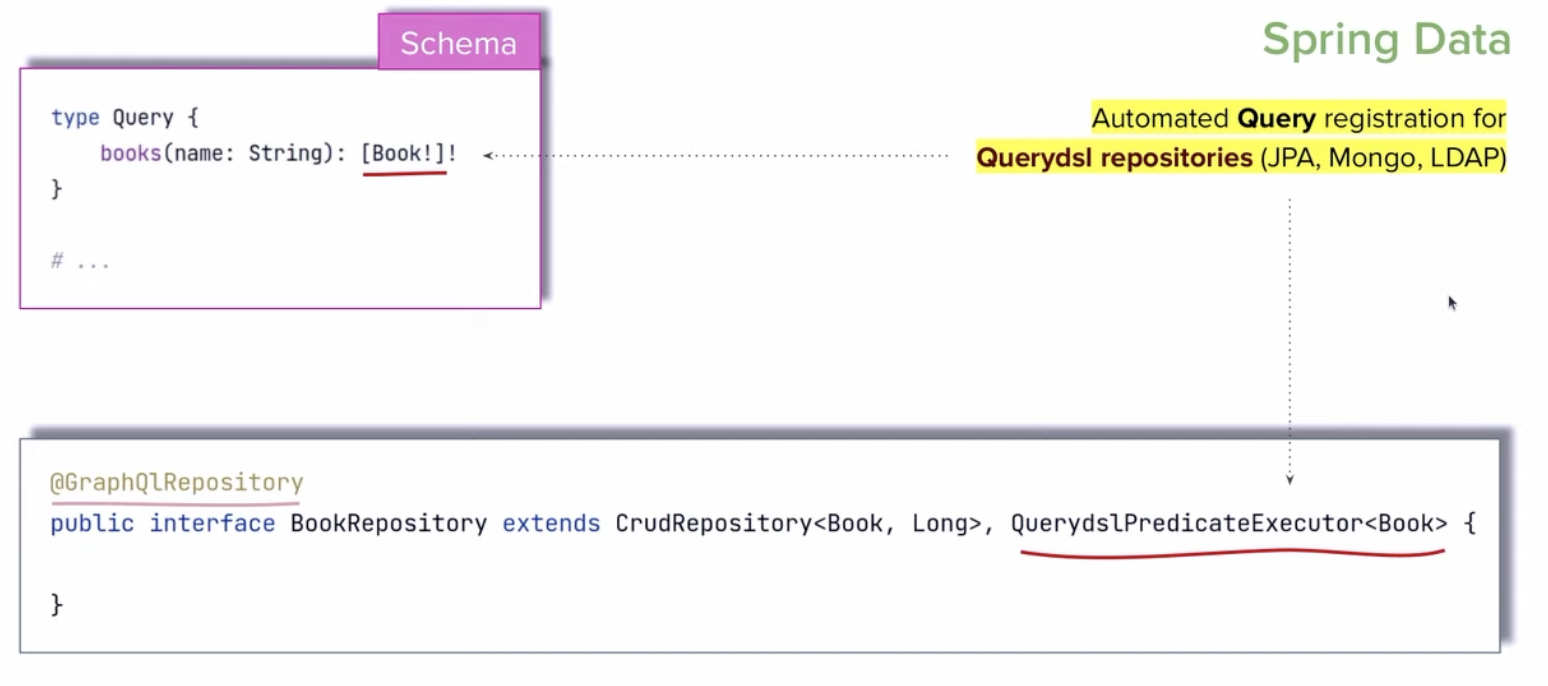 Schema
Spring Data
type Query {
books(name: String): [Book!]!
}
# ...
Automated Query registration for
Querydsl repositories (JPA, Mongo, LDAP)
@GraphQlRepository
public interface BookRepository extends CrudRepository<Book, Long>, QuerydslPredicateExecutor<Book> {
}